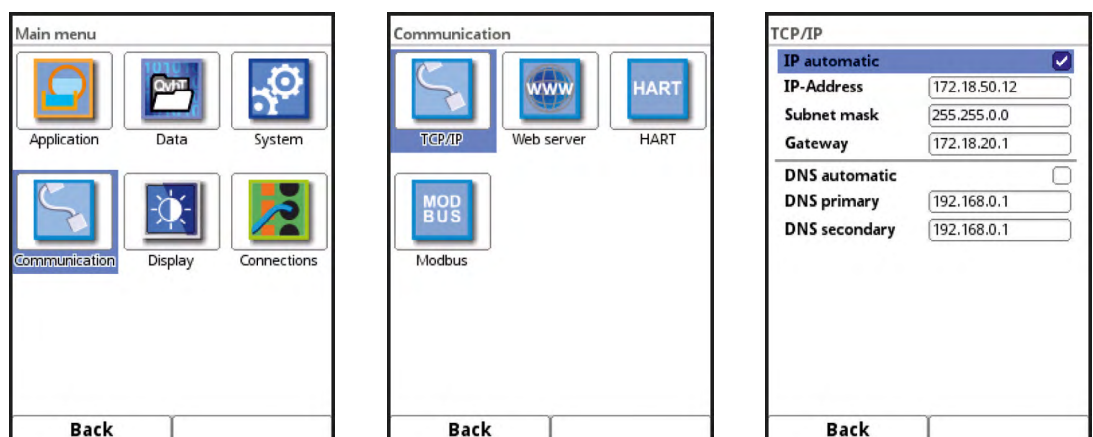 Main menu
QvhT
Application
Data
System
Communication
Display
Connections
Back
Communication
WWW
HART
TCP/IP
Web server
HART
MOD
BUS
Modbus
Back
TCP/IP
IP automatic
IP-Address 172.18.50.12
Subnet mask 255.255.0.0
Gateway 172.18.20.1
DNS automatic
DNS primary 192.168.0.1
DNS secondary 192.168.0.1
Back